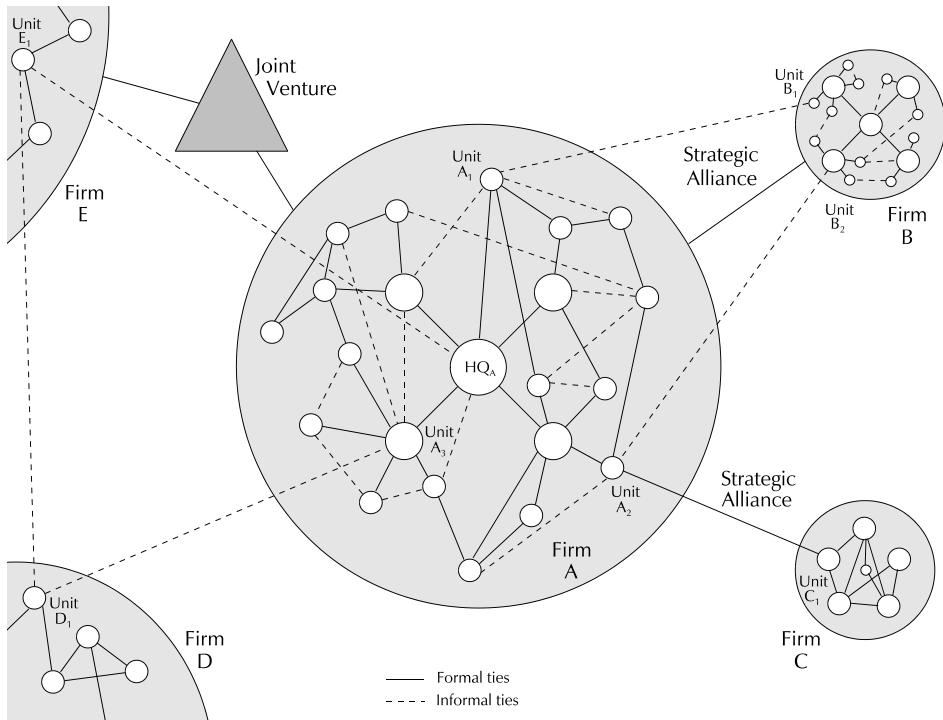 Unit
E1
Joint
Venture
Firm
E
Unit
A1
Strategic
Alliance
Unit
B1
Unit
B2
Firm
B
HQA
Unit
A3
Unit
A2
Firm
A
Strategic
Alliance
Unit
C1
Firm
C
Unit
D1
Firm
D
Formal ties
Informal ties